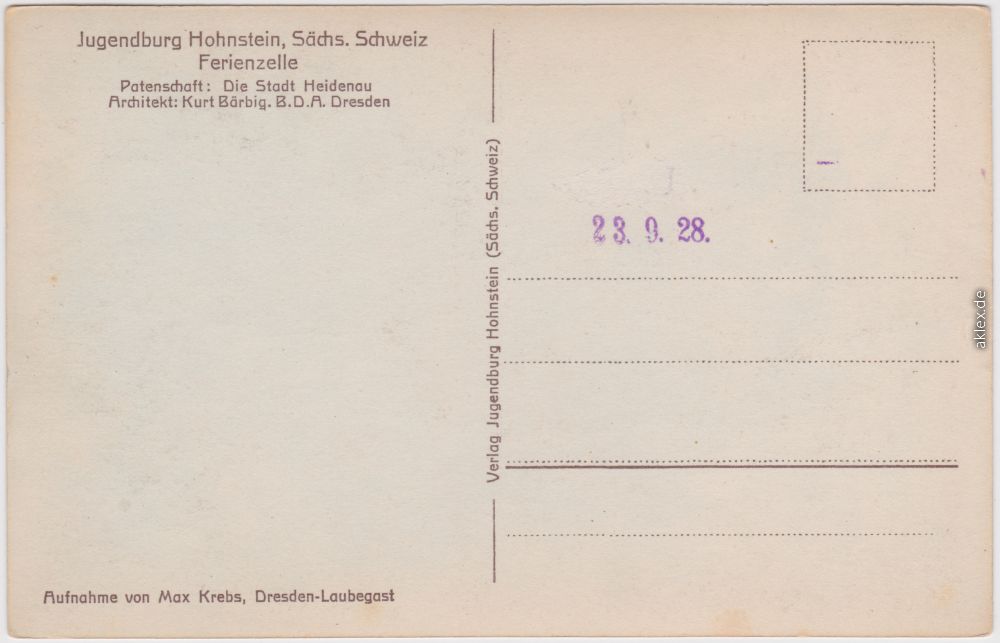 Jugendburg Hohnstein, Sächs. Schweiz
Ferienzelle
Patenschaft: Die Stadt Heidenau
Architekt: Kurt Bärbig. B.D.A. Dresden
Verlag Jugendburg Hohnstein (Sächs. Schweiz)
23. 9. 28.
Aufnahme von Max Krebs, Dresden-Laubegast
aklex.de